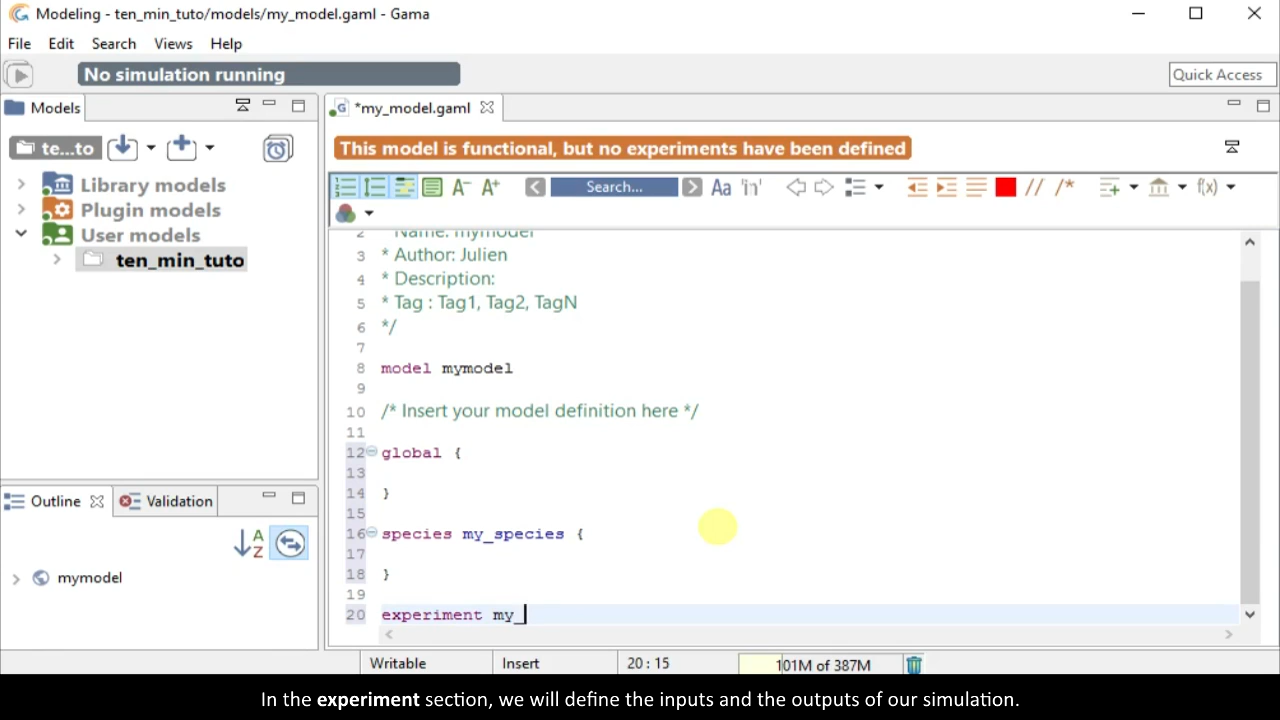 Modeling - ten_min_tuto/models/my_model.gaml - Gama
File Edit Search Views Help
No simulation running
Quick Access
Models
*my_model.gaml
te...to
This model is functional, but no experiments have been defined
A- A+ Search... Aa 'in' // /* f(x)
Library models
Plugin models
User models
ten_min_tuto
2 Name: mymodel
3 * Author: Julien
4 * Description:
5 * Tag : Tag1, Tag2, TagN
6 */
7
8 model mymodel
9
10 /* Insert your model definition here */
11
12 global {
13
14 }
15
16 species my_species {
17
18 }
19
20 experiment my_
Outline
Validation
A
Z
mymodel
Writable Insert 20 : 15 101M of 387M
In the experiment section, we will define the inputs and the outputs of our simulation.